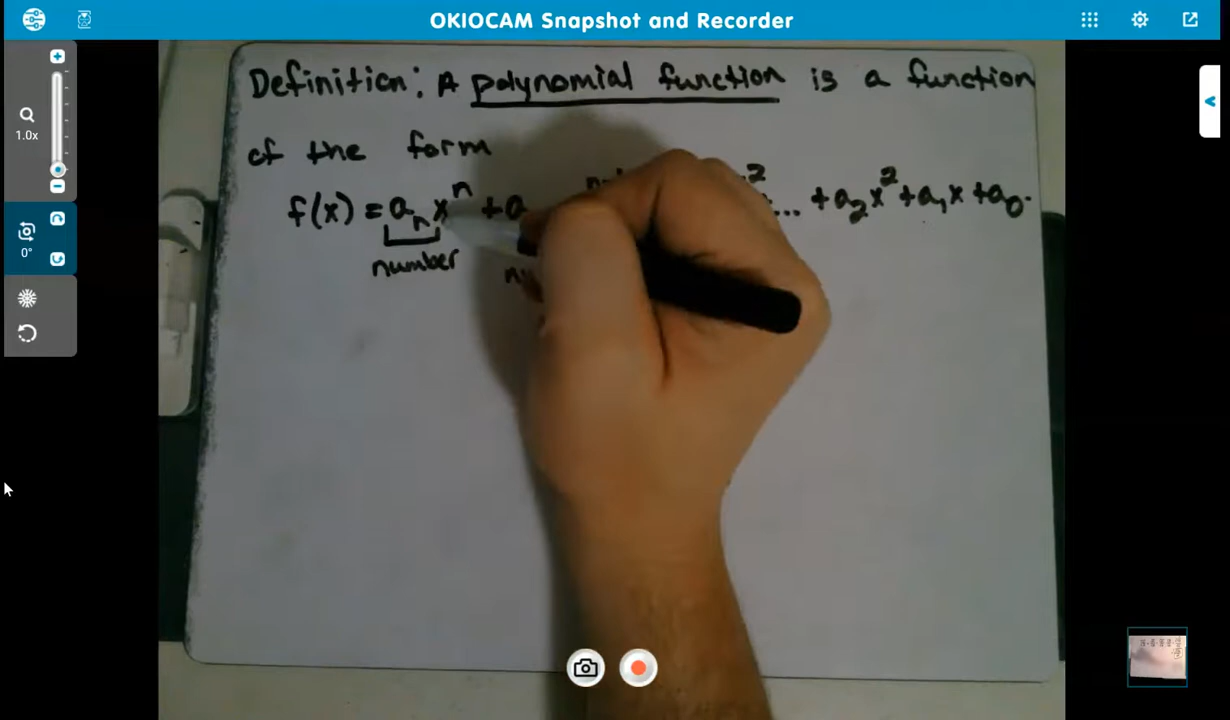 OKIOCAM Snapshot and Recorder
1.0x
0°
Definition: A polynomial function is a function
of the form
f(x) = aₙxⁿ + a ... + a₂x² + a₁x + a₀.
number